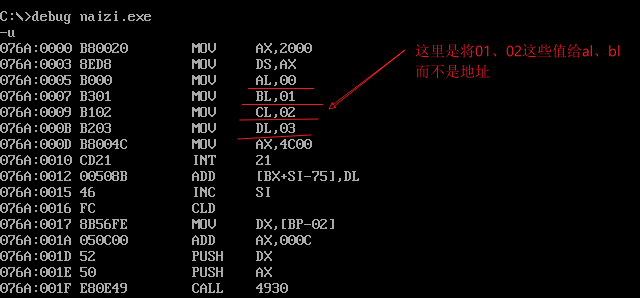 C:\>debug naizi.exe
-u
076A:0000 B80020 MOV AX,2000
076A:0003 8ED8 MOV DS,AX
076A:0005 B000 MOV AL,00
076A:0007 B301 MOV BL,01
076A:0009 B102 MOV CL,02
076A:000B B203 MOV DL,03
076A:000D B8004C MOV AX,4C00
076A:0010 CD21 INT 21
076A:0012 00508B ADD [BX+SI-75],DL
076A:0015 46 INC SI
076A:0016 FC CLD
076A:0017 8B56FE MOV DX,[BP-02]
076A:001A 050C00 ADD AX,000C
076A:001D 52 PUSH DX
076A:001E 50 PUSH AX
076A:001F E80E49 CALL 4930
这里是将01、02这些值给al、bl
而不是地址